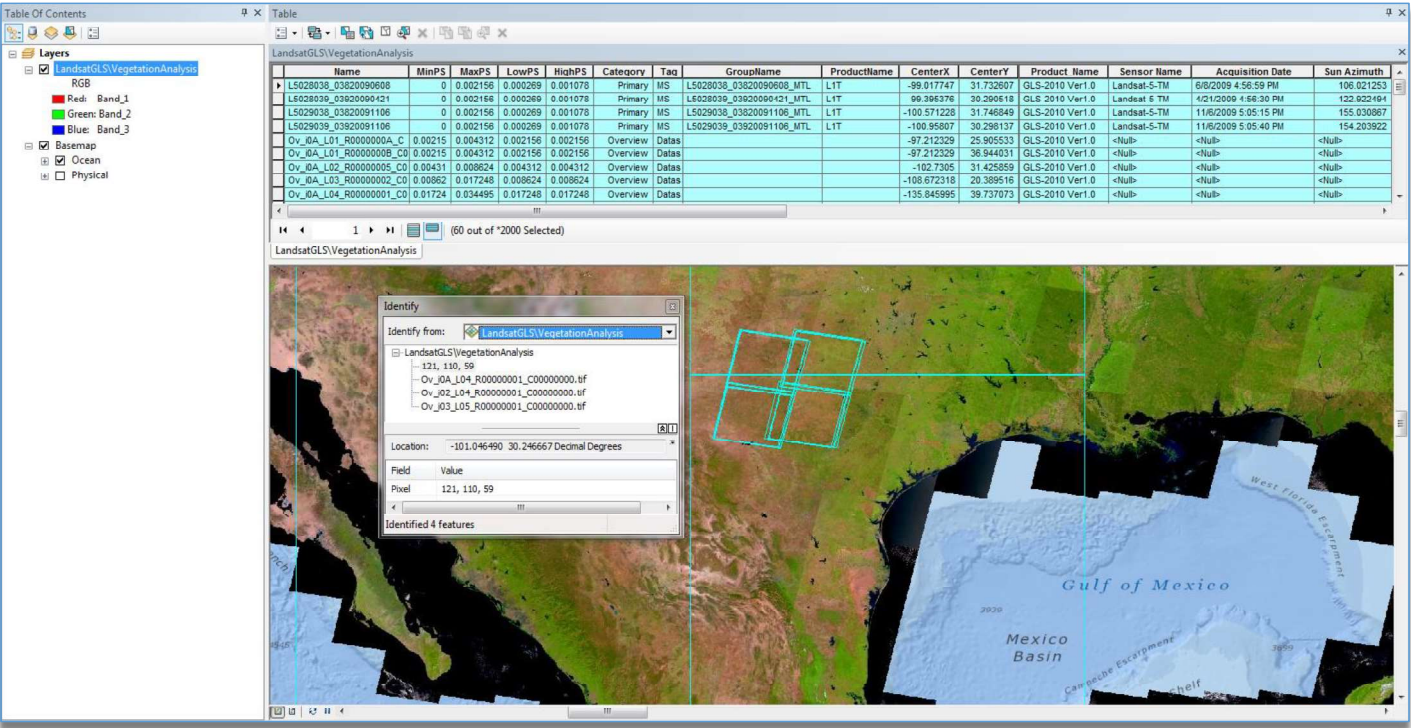 Table Of Contents
Layers
LandsatGLS\VegetationAnalysis
RGB
Red: Band_1
Green: Band_2
Blue: Band_3
Basemap
Ocean
Physical
Table
LandsatGLS\VegetationAnalysis
Name MinPS MaxPS LowPS HighPS Category Tag GroupName ProductName CenterX CenterY Product_Name Sensor Name Acquisition Date Sun Azimuth
L5028038_03820090608 0 0.002156 0.000269 0.001078 Primary MS L5028038_03820090608_MTL L1T -99.017747 31.732607 GLS-2010 Ver1.0 Landsat-5-TM 6/8/2009 4:56:59 PM 106.021253
L5028039_03920090421 0 0.002156 0.000269 0.001078 Primary MS L5028039_03920090421_MTL L1T 99.395376 30.290518 GLS-2010 Ver1.0 Landsat 5 TM 4/21/2009 4:56:30 PM 122.922494
L5029038_03820091106 0 0.002156 0.000269 0.001078 Primary MS L5029038_03820091106_MTL L1T -100.571228 31.746849 GLS-2010 Ver1.0 Landsat-5-TM 11/6/2009 5:05:15 PM 155.030867
L5029039_03920091106 0 0.002156 0.000269 0.001078 Primary MS L5029039_03920091106_MTL L1T -100.95807 30.298137 GLS-2010 Ver1.0 Landsat-5-TM 11/6/2009 5:05:40 PM 154.203922
Ov_i0A_L01_R0000000A_C 0.00215 0.004312 0.002156 0.002156 Overview Datas -97.212329 25.905533 GLS-2010 Ver1.0 <Null> <Null> <Null>
Ov_i0A_L01_R0000000B_C0 0.00215 0.004312 0.002156 0.002156 Overview Datas -97.212329 36.944031 GLS-2010 Ver1.0 <Null> <Null> <Null>
Ov_i0A_L02_R00000005_C0 0.00431 0.008624 0.004312 0.004312 Overview Datas -102.7305 31.425859 GLS-2010 Ver1.0 <Null> <Null> <Null>
Ov_i0A_L03_R00000002_C0 0.00862 0.017248 0.008624 0.008624 Overview Datas -108.672318 20.389516 GLS-2010 Ver1.0 <Null> <Null> <Null>
Ov_i0A_L04_R00000001_C0 0.01724 0.034495 0.017248 0.017248 Overview Datas -135.845995 39.737073 GLS-2010 Ver1.0 <Null> <Null> <Null>
1 (60 out of *2000 Selected)
LandsatGLS\VegetationAnalysis
Identify
Identify from: LandsatGLS\VegetationAnalysis
LandsatGLS\VegetationAnalysis
121, 110, 59
Ov_i0A_L04_R00000001_C00000000.tif
Ov_i02_L04_R00000001_C00000000.tif
Ov_i03_L05_R00000001_C00000000.tif
Location: -101.046490 30.246667 Decimal Degrees
Field Value
Pixel 121, 110, 59
Identified 4 features
West Florida Escarpment
Gulf of Mexico
Mexico
Basin
Campeche Escarpment
Shelf